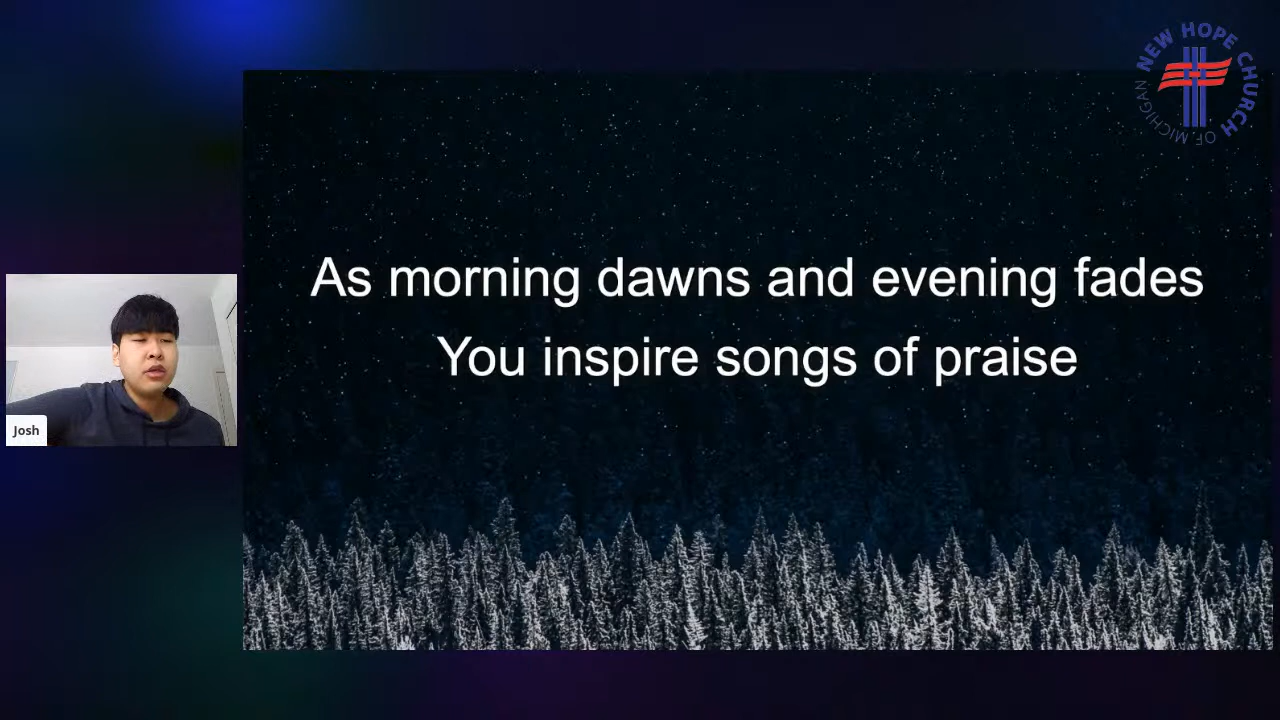 NEW HOPE CHURCH
OF MICHIGAN
As morning dawns and evening fades
You inspire songs of praise
Josh